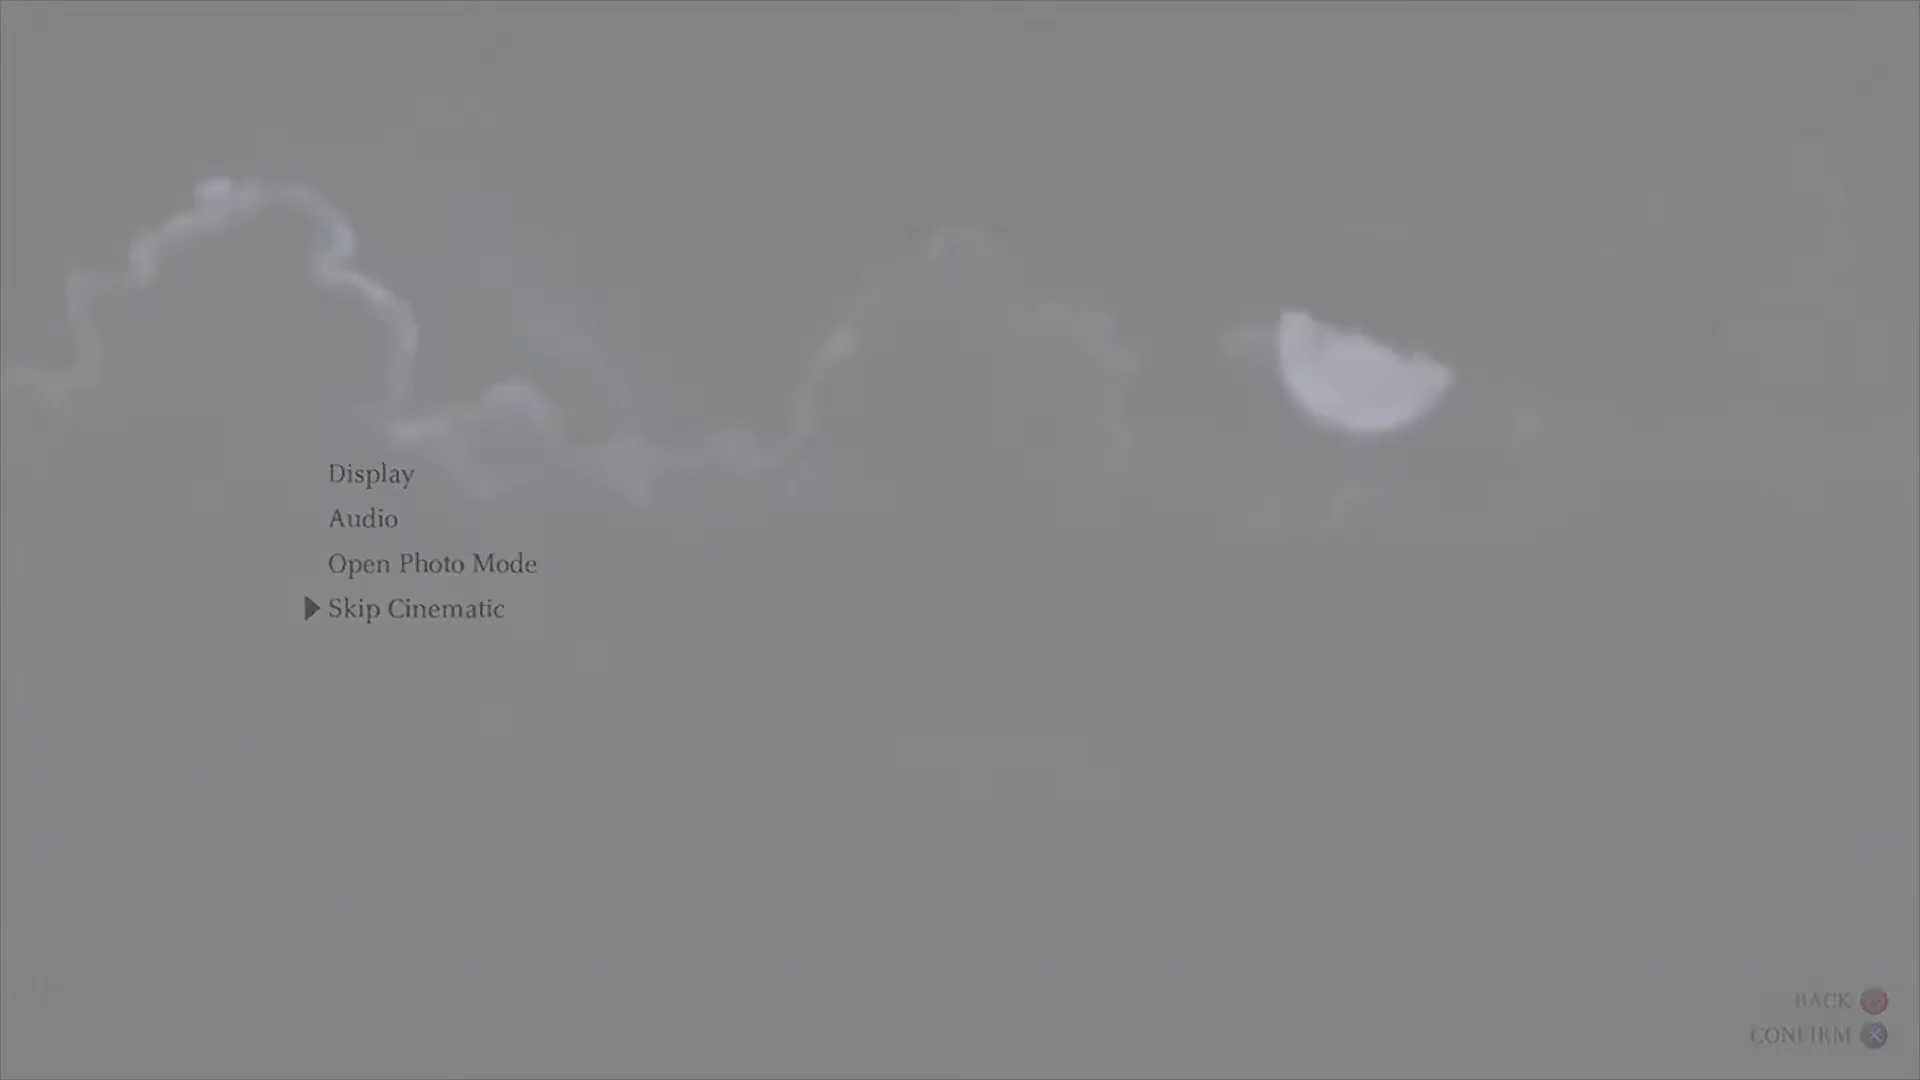 Display
Audio
Open Photo Mode
Skip Cinematic
BACK
CONFIRM